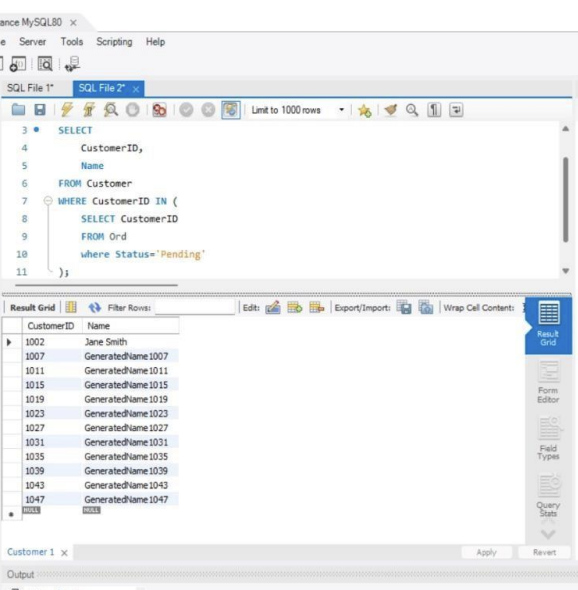 ance MySQL80 ×
e Server Tools Scripting Help
SQL File 1* SQL File 2* ×
Limit to 1000 rows
3 SELECT
4 CustomerID,
5 Name
6 FROM Customer
7 WHERE CustomerID IN (
8 SELECT CustomerID
9 FROM Ord
10 where Status='Pending'
11 );
Result Grid Filter Rows: Edit: Export/Import: Wrap Cell Content:
CustomerID Name
1002 Jane Smith
1007 GeneratedName1007
1011 GeneratedName1011
1015 GeneratedName1015
1019 GeneratedName1019
1023 GeneratedName1023
1027 GeneratedName1027
1031 GeneratedName1031
1035 GeneratedName1035
1039 GeneratedName1039
1043 GeneratedName1043
1047 GeneratedName1047
NULL NULL
Result
Grid
Form
Editor
Field
Types
Query
Stats
Customer 1 × Apply Revert
Output